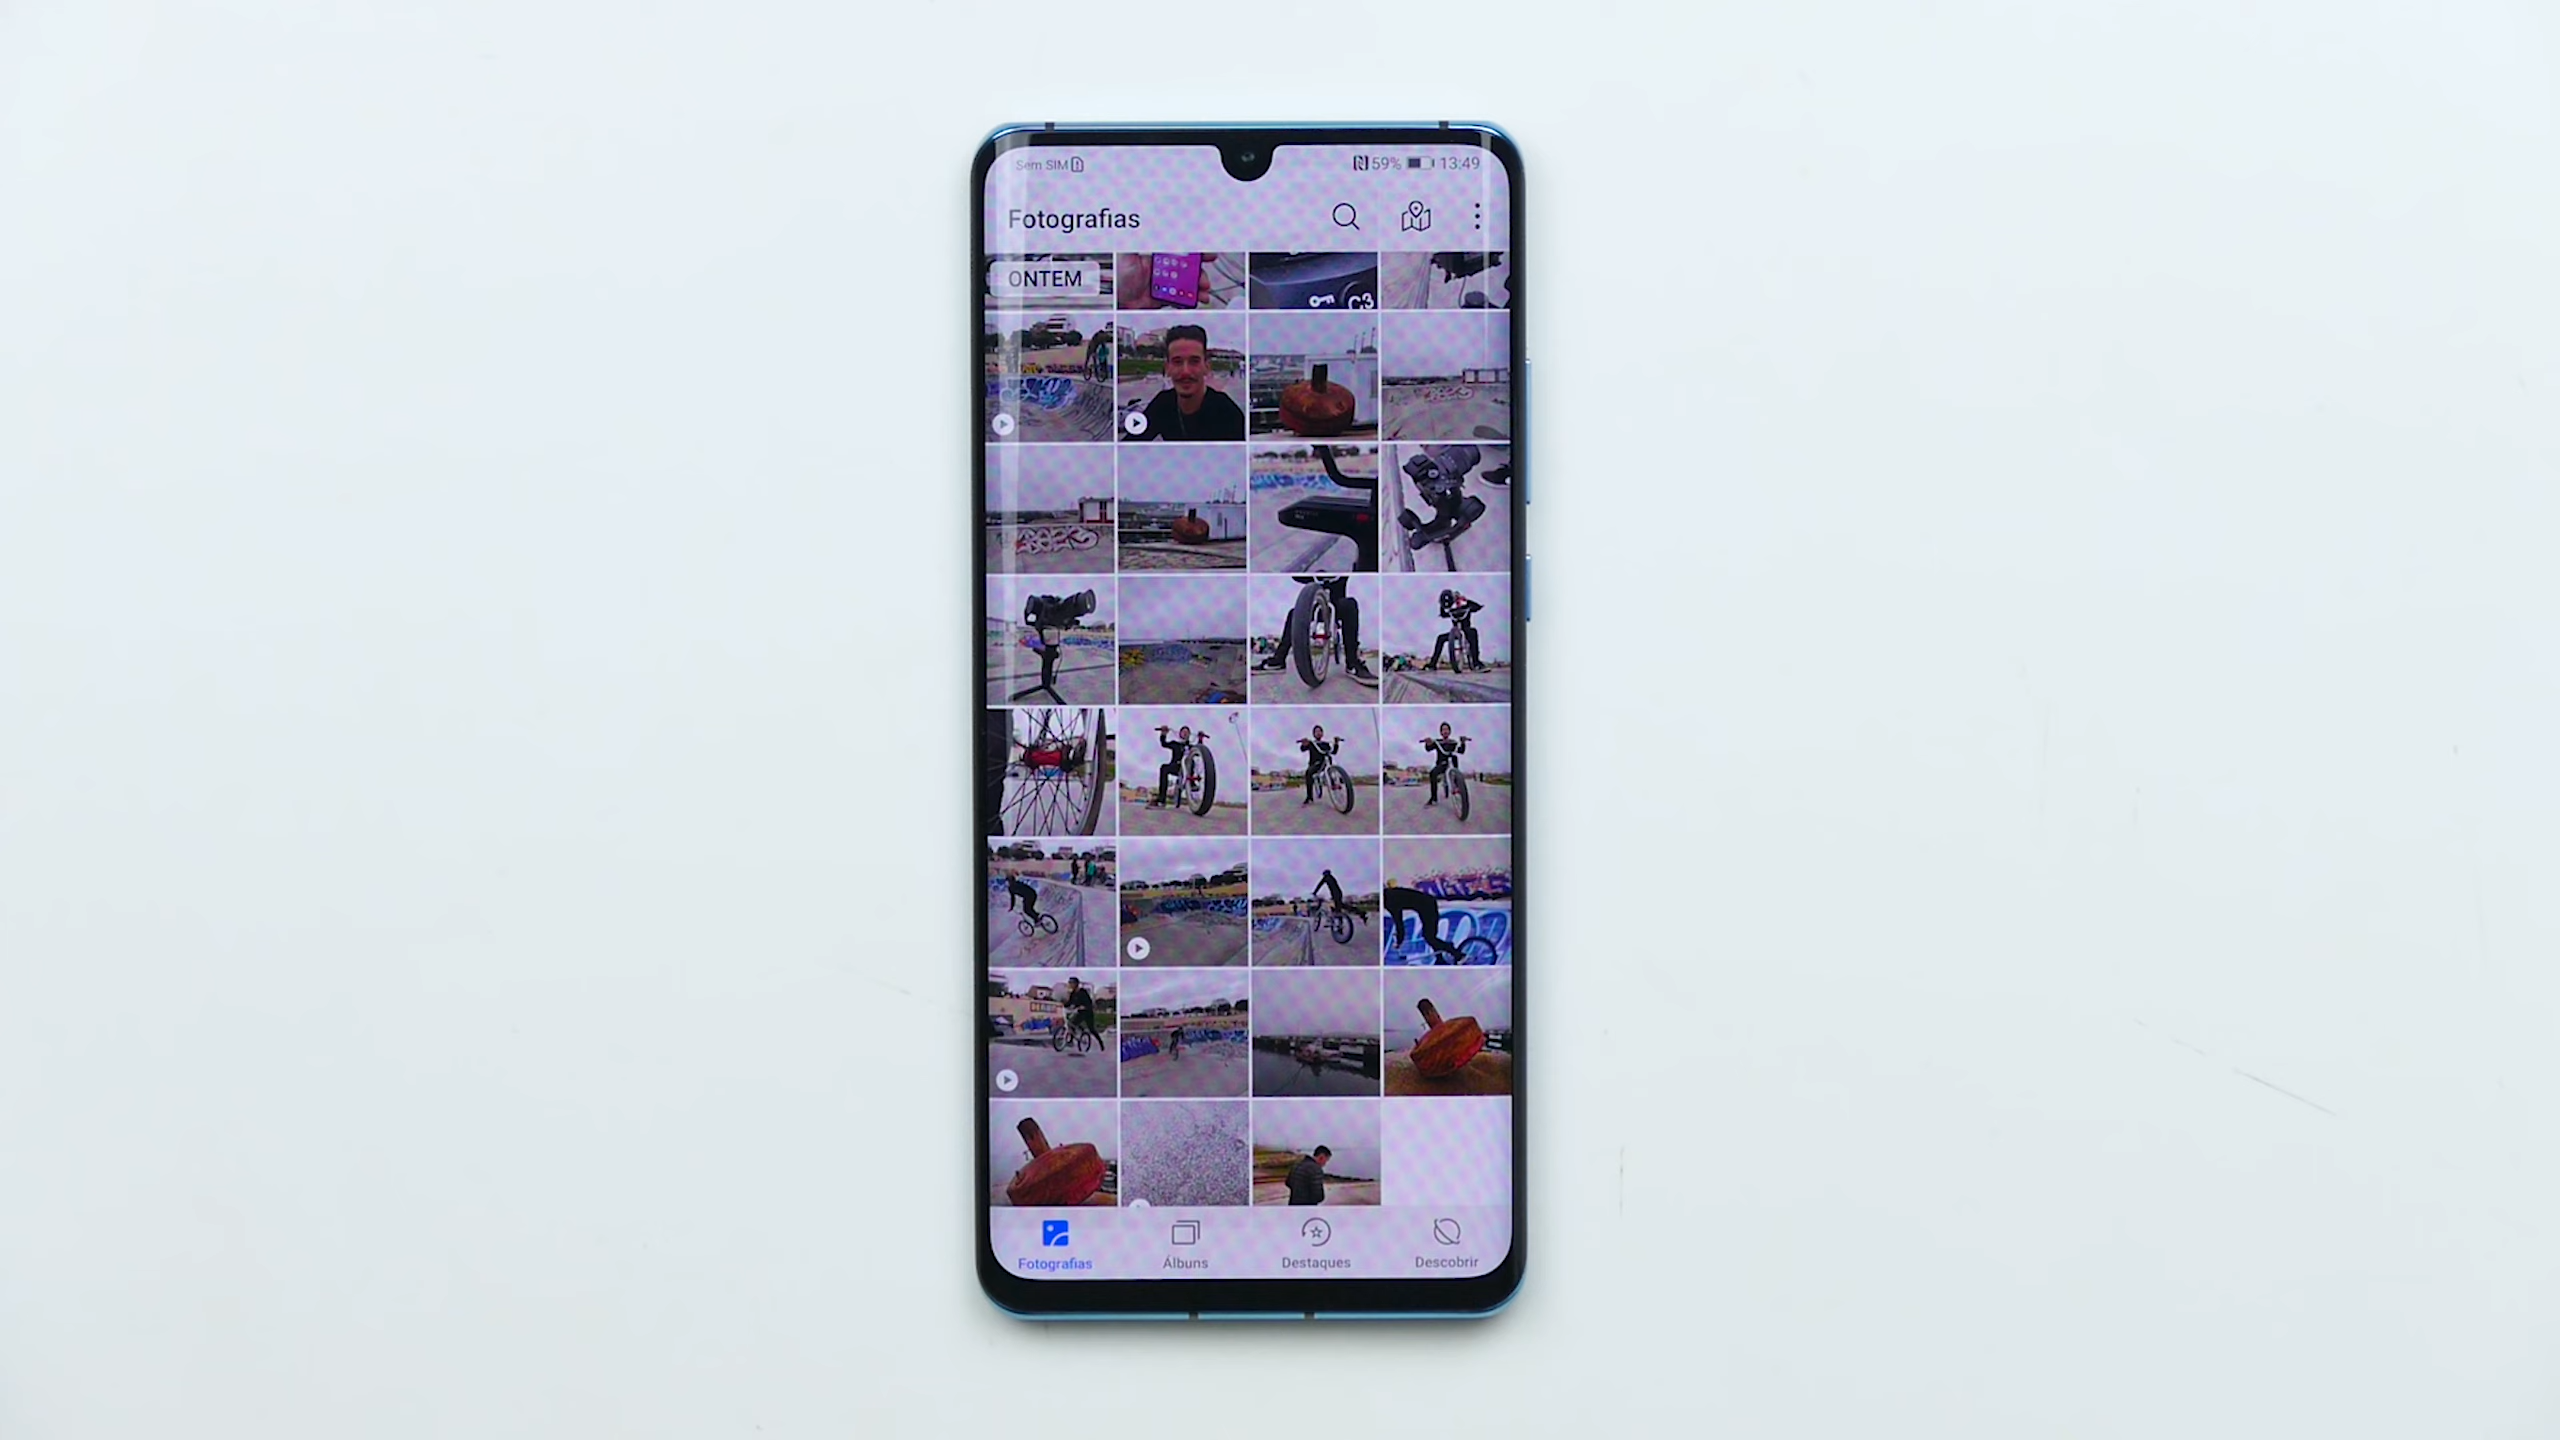 Sem SIM
59% 13:49
Fotografias
ONTEM
C3
Fotografias
Álbuns
Destaques
Descobrir